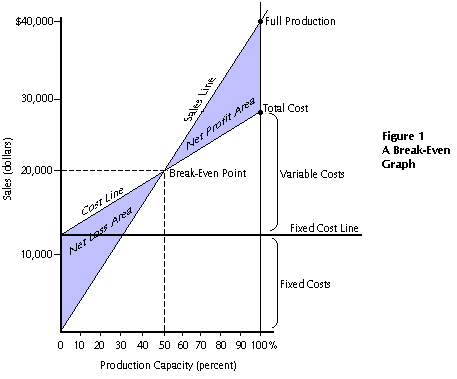 $40,000
Full Production
Sales Line
30,000
Net Profit Area
Total Cost
Figure 1
A Break-Even
Graph
Sales (dollars)
20,000
Break-Even Point
Variable Costs
Cost Line
Net Loss Area
Fixed Cost Line
10,000
Fixed Costs
0 10 20 30 40 50 60 70 80 90 100%
Production Capacity (percent)